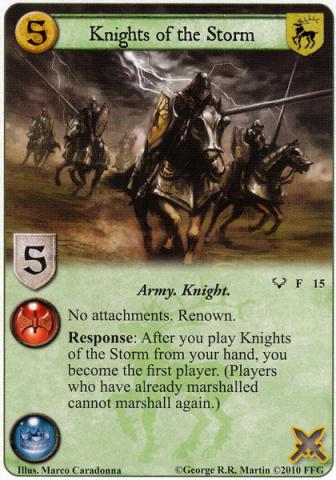 5
Knights of the Storm
5
Army. Knight.
F 15
No attachments. Renown.
Response: After you play Knights
of the Storm from your hand, you
become the first player. (Players
who have already marshalled
cannot marshall again.)
Illus. Marco Caradonna
©George R.R. Martin ©2010 FFG